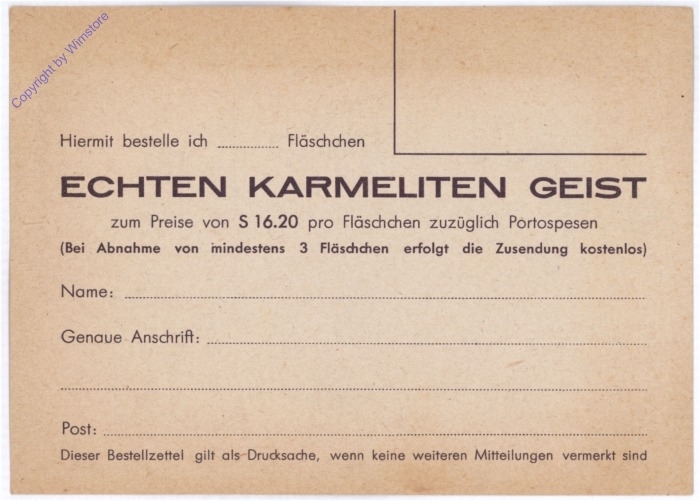 Copyright by Wimstore
Hiermit bestelle ich ............ Fläschchen
ECHTEN KARMELITEN GEIST
zum Preise von S 16.20 pro Fläschchen zuzüglich Portospesen
(Bei Abnahme von mindestens 3 Fläschchen erfolgt die Zusendung kostenlos)
Name:
Genaue Anschrift:
Post:
Dieser Bestellzettel gilt als Drucksache, wenn keine weiteren Mitteilungen vermerkt sind